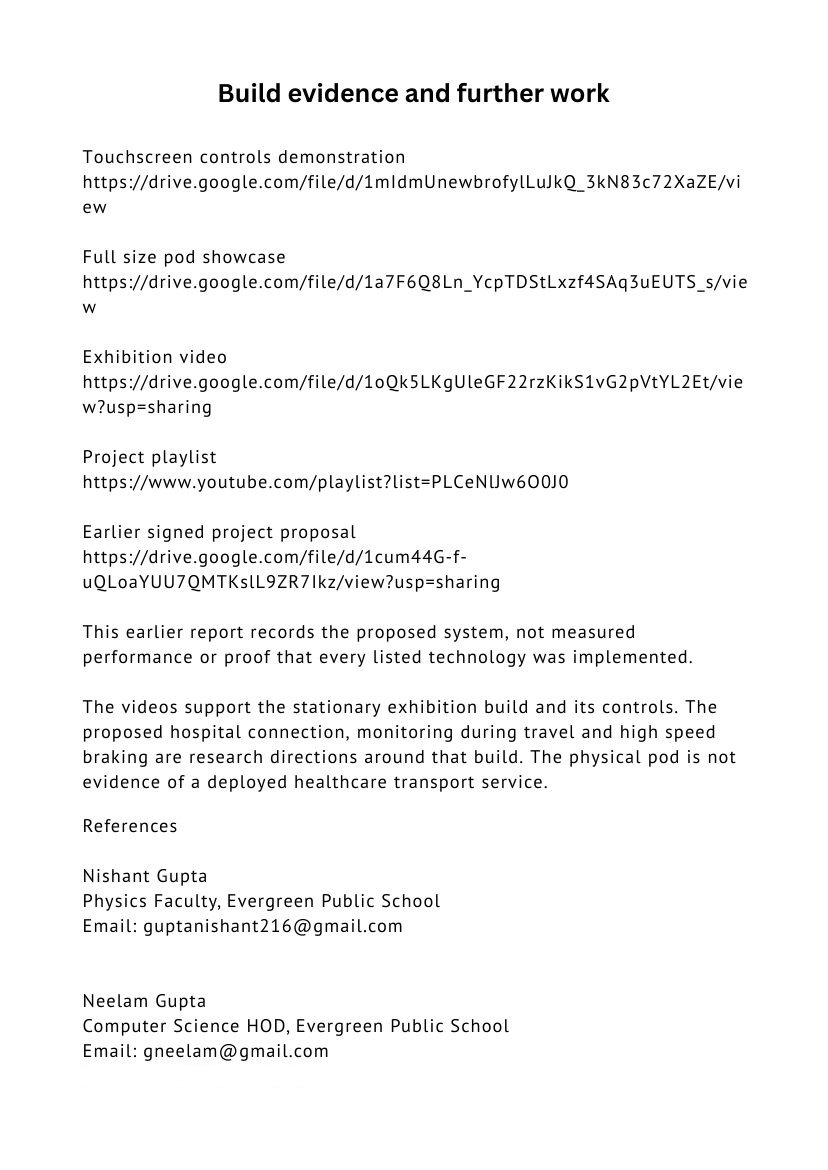 Build evidence and further work
Touchscreen controls demonstration
https://drive.google.com/file/d/1mIdmUnewbrofylLuJkQ_3kN83c72XaZE/vi
ew
Full size pod showcase
https://drive.google.com/file/d/1a7F6Q8Ln_YcpTDStLxzf4SAq3uEUTS_s/vie
w
Exhibition video
https://drive.google.com/file/d/1oQk5LKgUleGF22rzKikS1vG2pVtYL2Et/vie
w?usp=sharing
Project playlist
https://www.youtube.com/playlist?list=PLCeNlJw6O0J0
Earlier signed project proposal
https://drive.google.com/file/d/1cum44G-f-
uQLoaYUU7QMTKslL9ZR7Ikz/view?usp=sharing
This earlier report records the proposed system, not measured
performance or proof that every listed technology was implemented.
The videos support the stationary exhibition build and its controls. The
proposed hospital connection, monitoring during travel and high speed
braking are research directions around that build. The physical pod is not
evidence of a deployed healthcare transport service.
References
Nishant Gupta
Physics Faculty, Evergreen Public School
Email: guptanishant216@gmail.com
Neelam Gupta
Computer Science HOD, Evergreen Public School
Email: gneelam@gmail.com